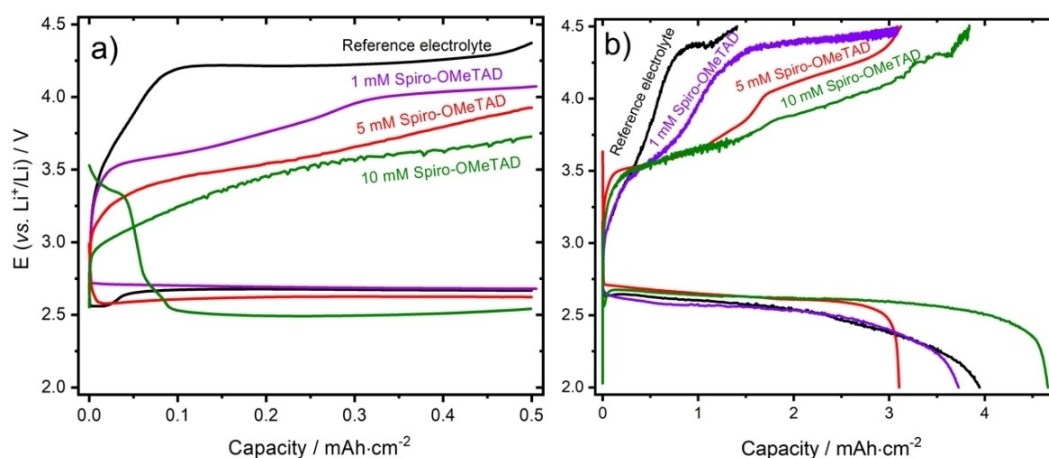 a)
Reference electrolyte
1 mM Spiro-OMeTAD
5 mM Spiro-OMeTAD
10 mM Spiro-OMeTAD
E (vs. Li⁺/Li) / V
4.5
4.0
3.5
3.0
2.5
2.0
0.0 0.1 0.2 0.3 0.4 0.5
Capacity / mAh·cm⁻²
b)
Reference electrolyte
1 mM Spiro-OMeTAD
5 mM Spiro-OMeTAD
10 mM Spiro-OMeTAD
4.5
4.0
3.5
3.0
2.5
2.0
0 1 2 3 4
Capacity / mAh·cm⁻²